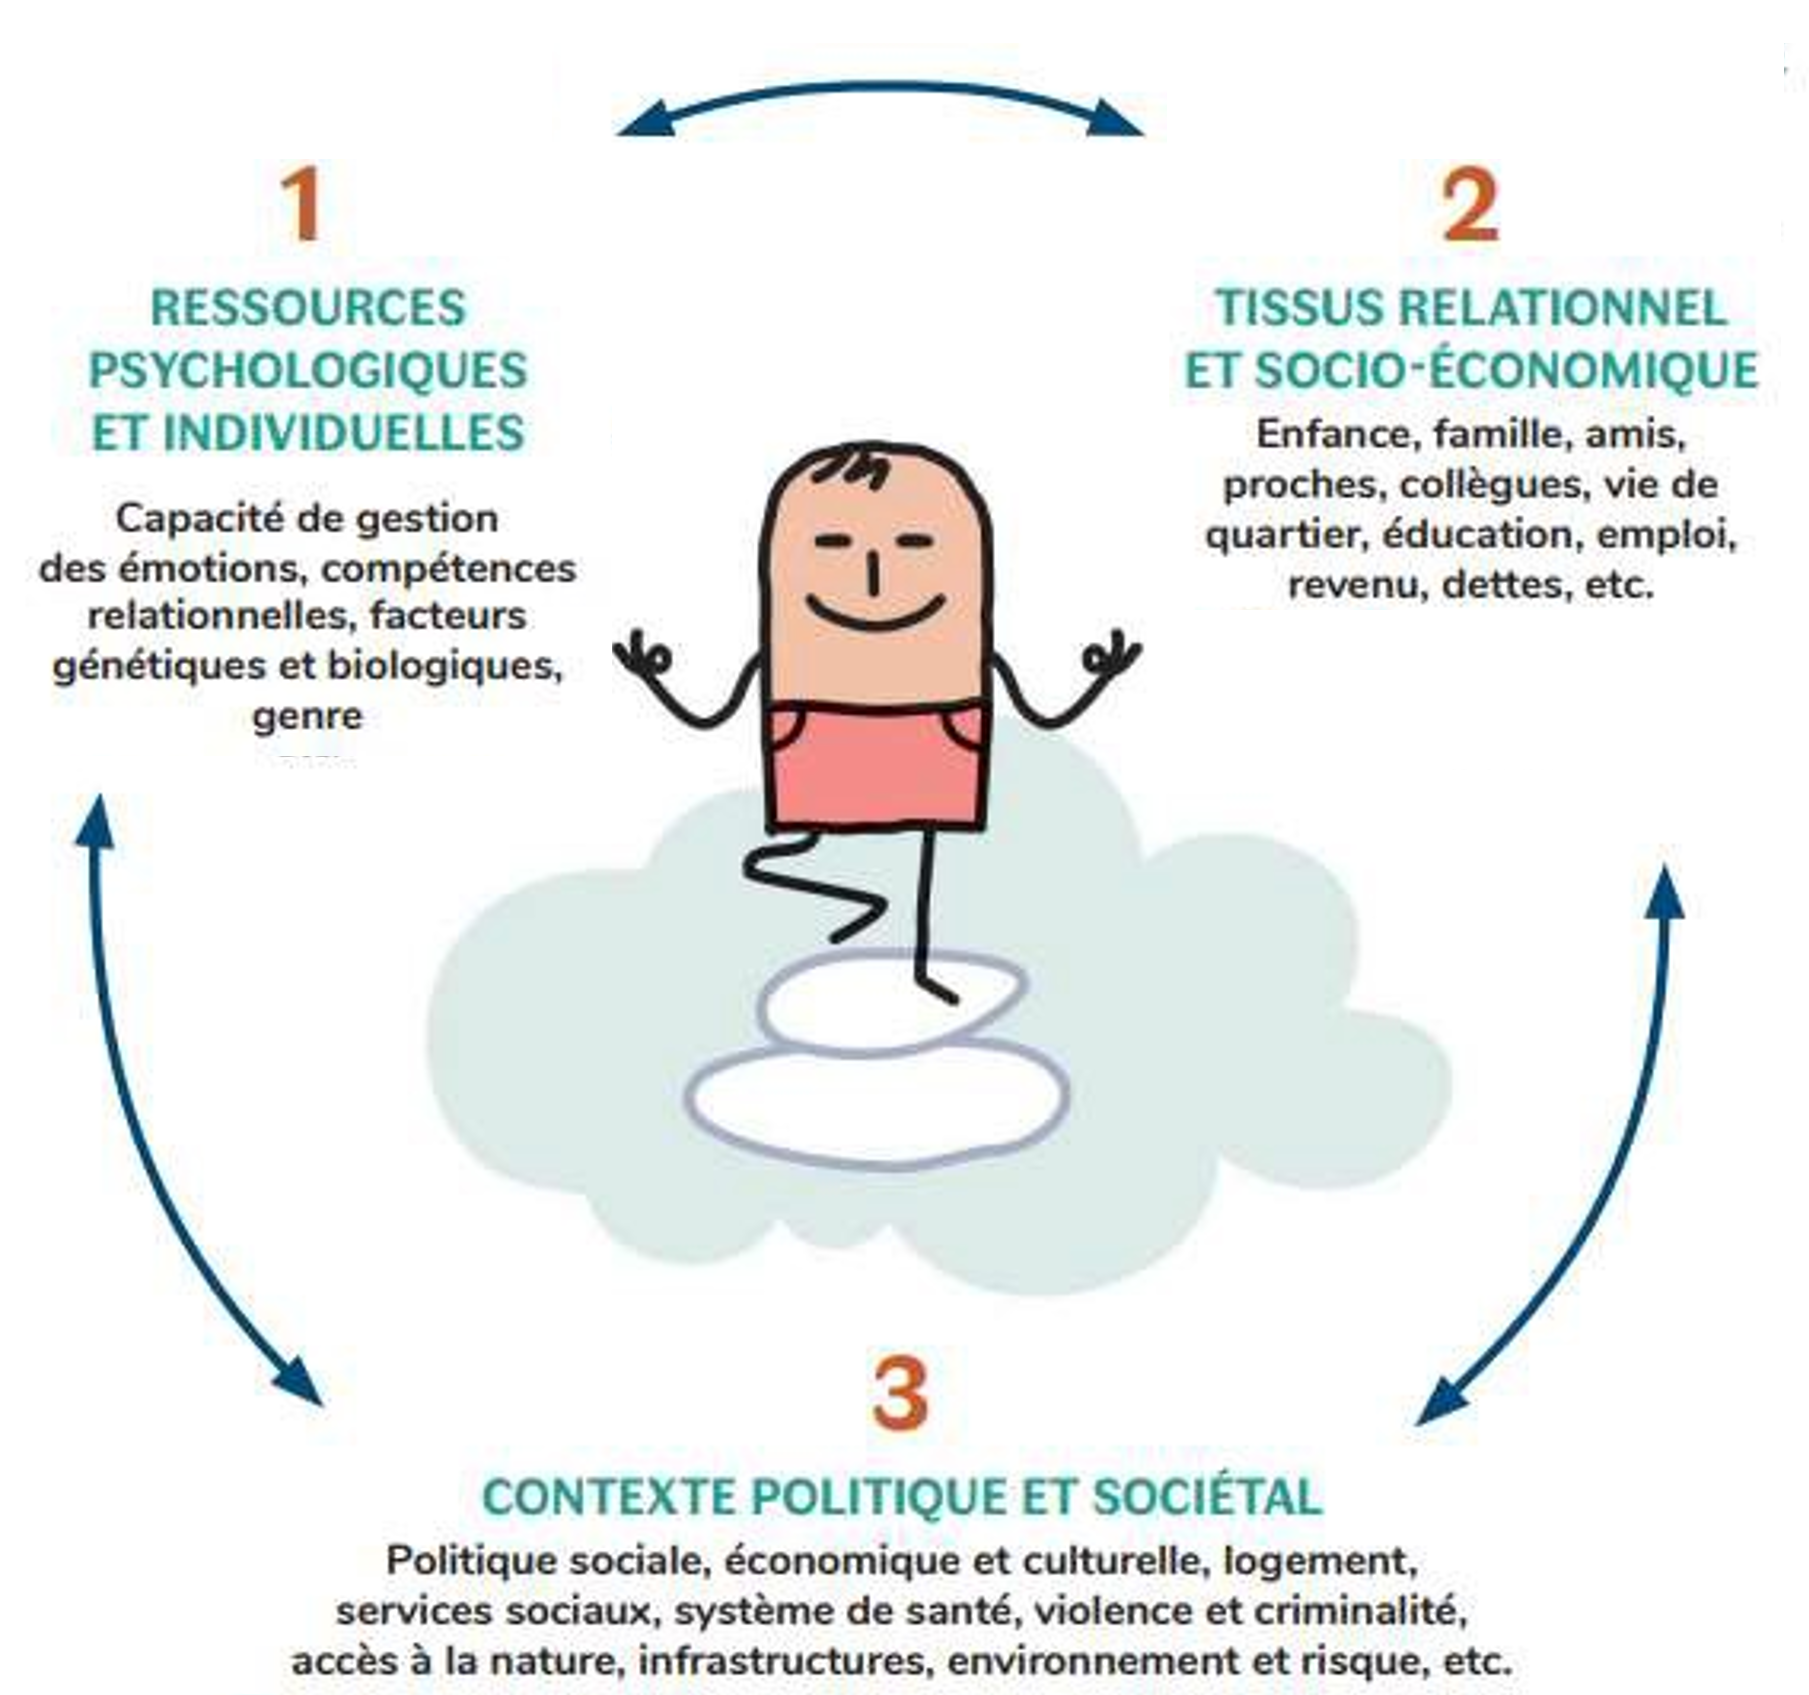 1
RESSOURCES
PSYCHOLOGIQUES
ET INDIVIDUELLES
Capacité de gestion
des émotions, compétences
relationnelles, facteurs
génétiques et biologiques,
genre
2
TISSUS RELATIONNEL
ET SOCIO-ÉCONOMIQUE
Enfance, famille, amis,
proches, collègues, vie de
quartier, éducation, emploi,
revenu, dettes, etc.
3
CONTEXTE POLITIQUE ET SOCIÉTAL
Politique sociale, économique et culturelle, logement,
services sociaux, système de santé, violence et criminalité,
accès à la nature, infrastructures, environnement et risque, etc.